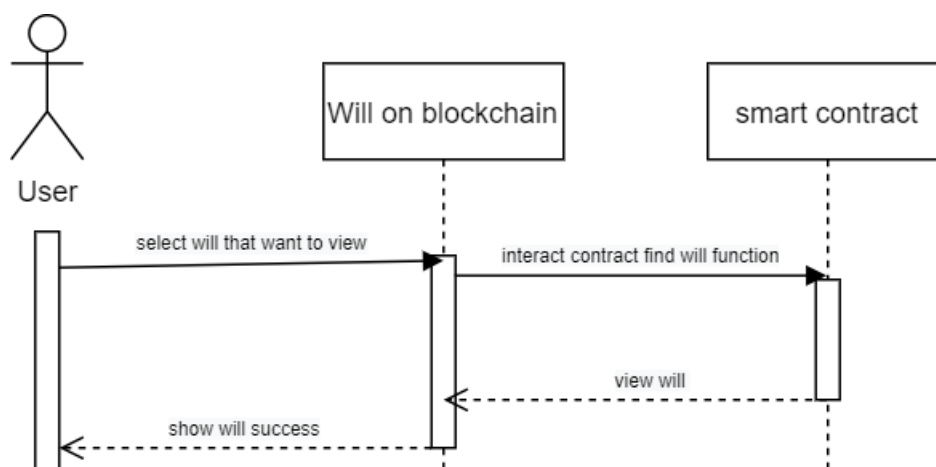 Will on blockchain
smart contract
User
select will that want to view
interact contract find will function
view will
show will success